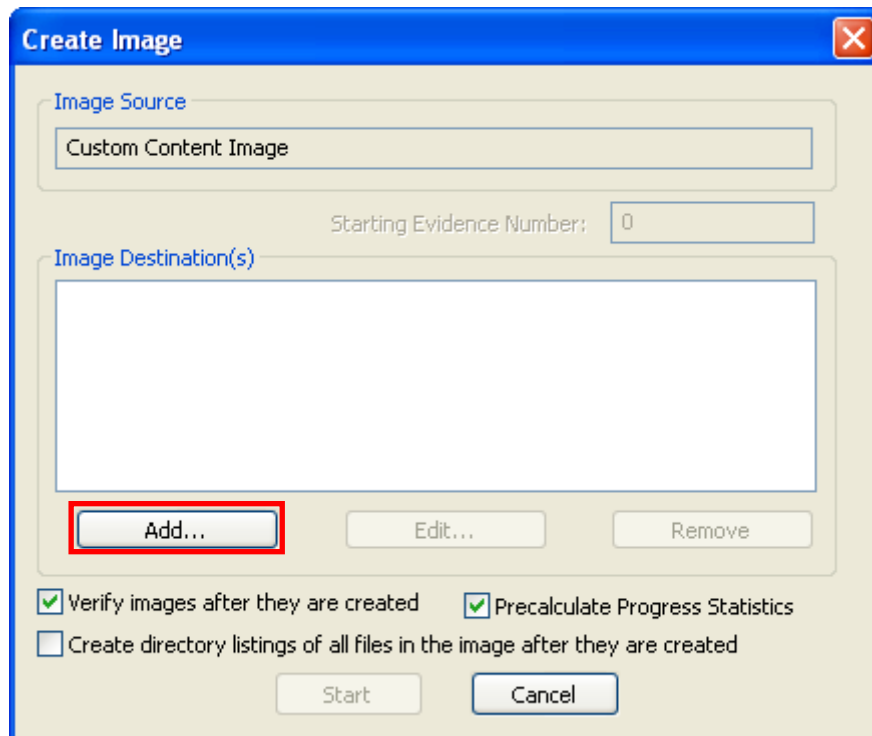 Create Image
Image Source
Custom Content Image
Starting Evidence Number: 0
Image Destination(s)
Add... Edit... Remove
Verify images after they are created Precalculate Progress Statistics
Create directory listings of all files in the image after they are created
Start Cancel